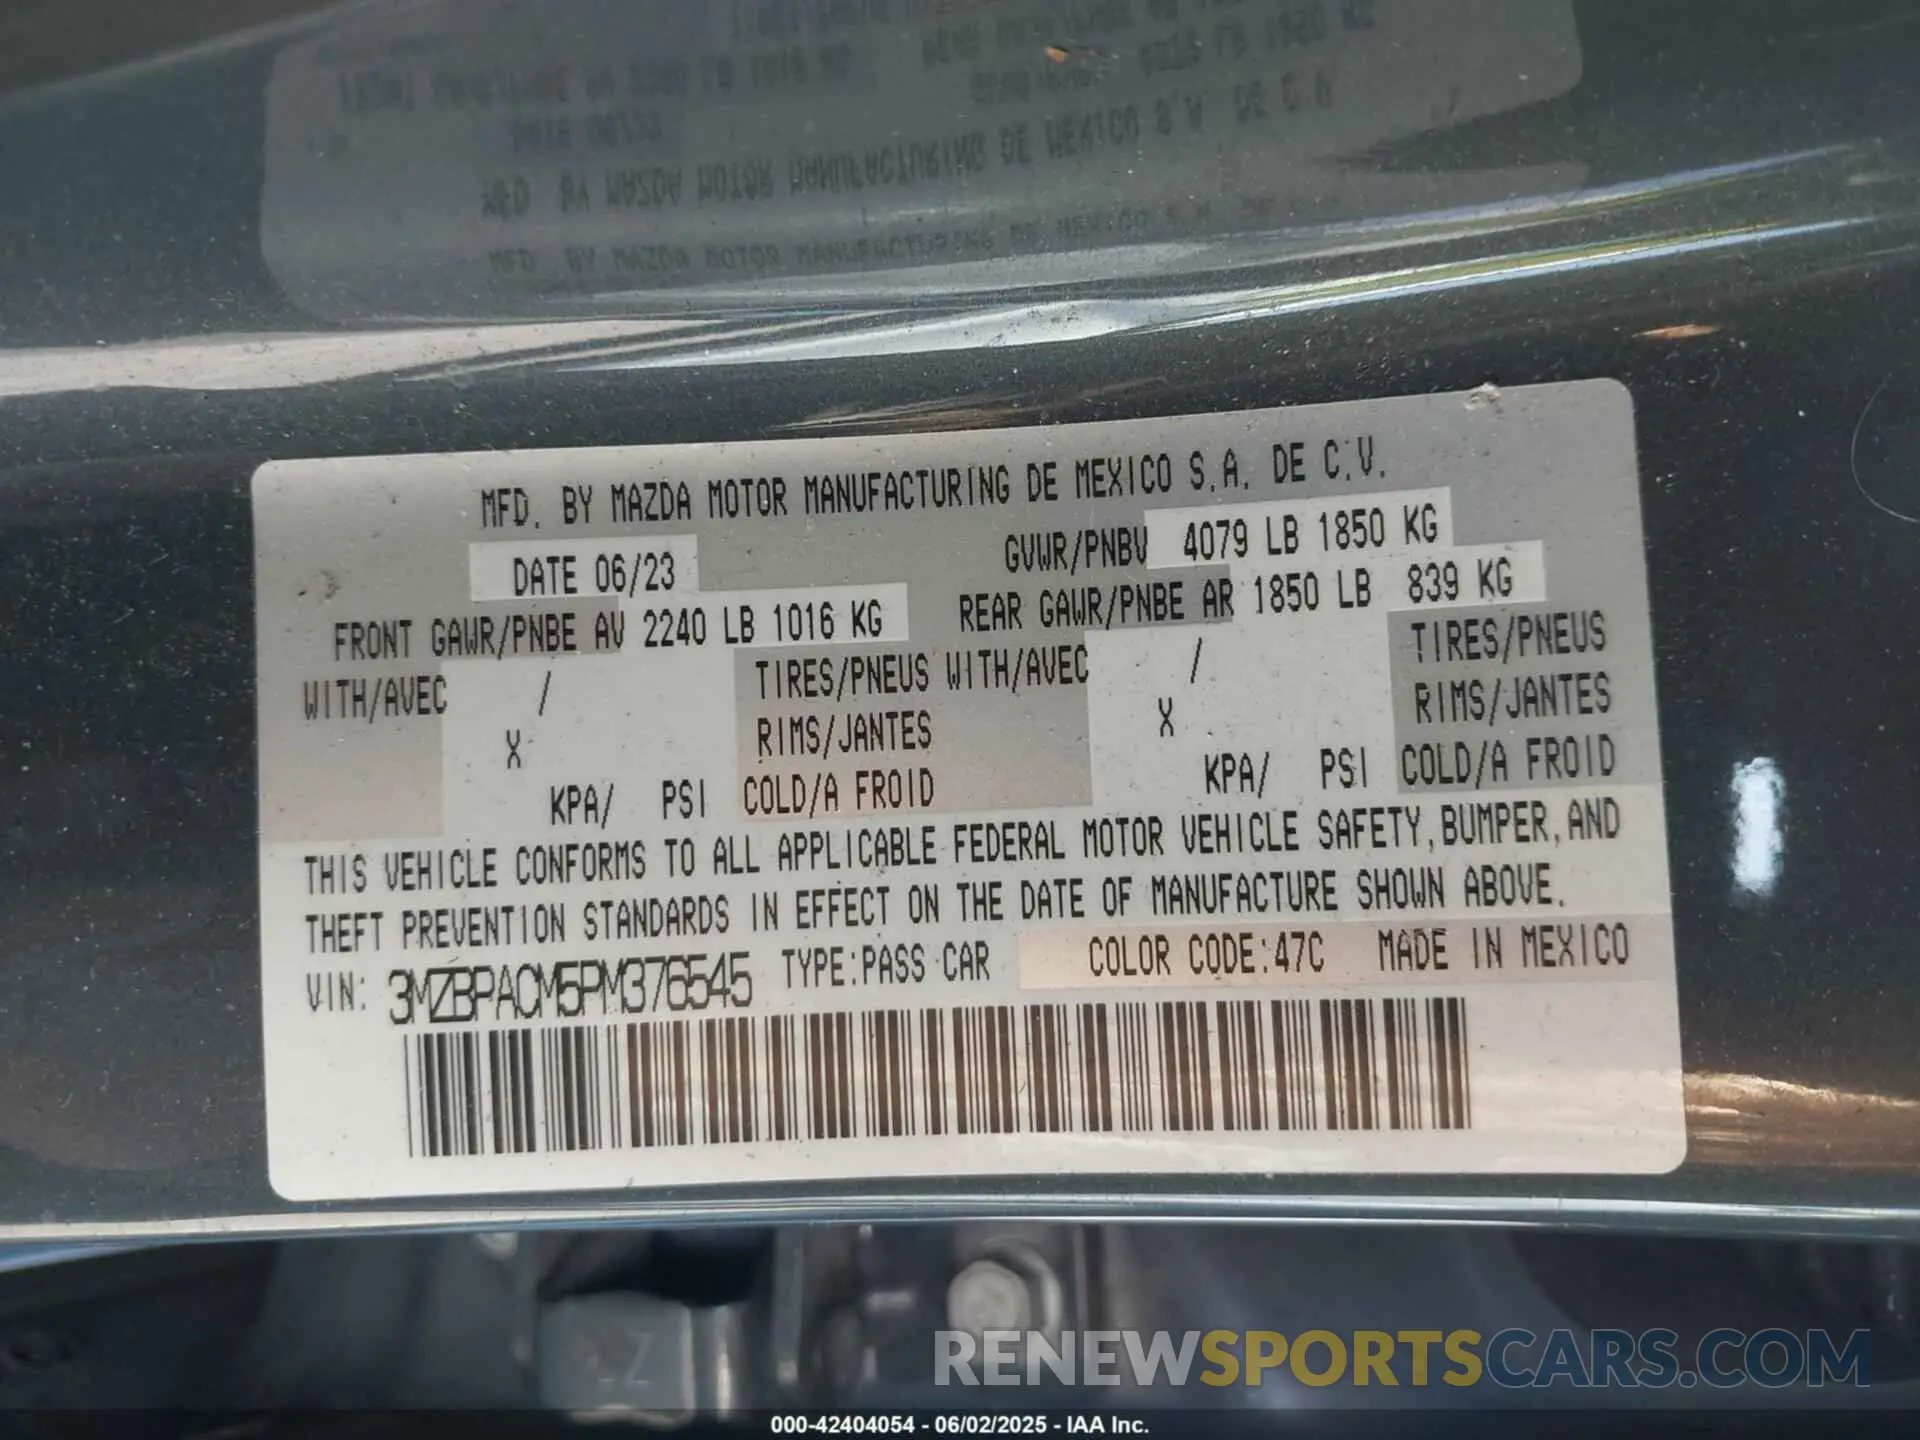 MFD. BY MAZDA MOTOR MANUFACTURING DE MEXICO S.A. DE C.V.
DATE 06/23 GVWR/PNBV 4079 LB 1850 KG
FRONT GAWR/PNBE AV 2240 LB 1016 KG REAR GAWR/PNBE AR 1850 LB 839 KG
WITH/AVEC / TIRES/PNEUS WITH/AVEC / TIRES/PNEUS
X RIMS/JANTES X RIMS/JANTES
KPA/ PSI COLD/A FROID KPA/ PSI COLD/A FROID
THIS VEHICLE CONFORMS TO ALL APPLICABLE FEDERAL MOTOR VEHICLE SAFETY, BUMPER, AND
THEFT PREVENTION STANDARDS IN EFFECT ON THE DATE OF MANUFACTURE SHOWN ABOVE.
VIN: 3MZBPACM5PM376545 TYPE:PASS CAR COLOR CODE:47C MADE IN MEXICO
RENEWSPORTSCARS.COM
000-42404054 - 06/02/2025 - IAA Inc.